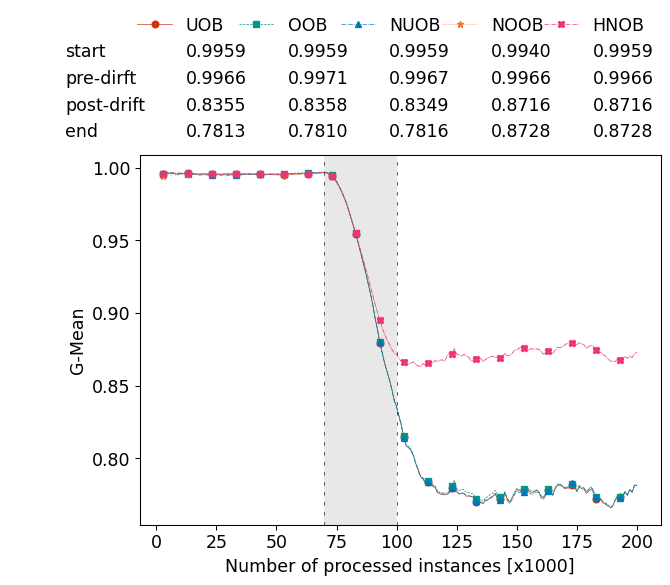 UOB OOB NUOB NOOB HNOB
start 0.9959 0.9959 0.9959 0.9940 0.9959
pre-dirft 0.9966 0.9971 0.9967 0.9966 0.9966
post-drift 0.8355 0.8358 0.8349 0.8716 0.8716
end 0.7813 0.7810 0.7816 0.8728 0.8728
1.00
0.95
0.90
0.85
0.80
G-Mean
0 25 50 75 100 125 150 175 200
Number of processed instances [x1000]